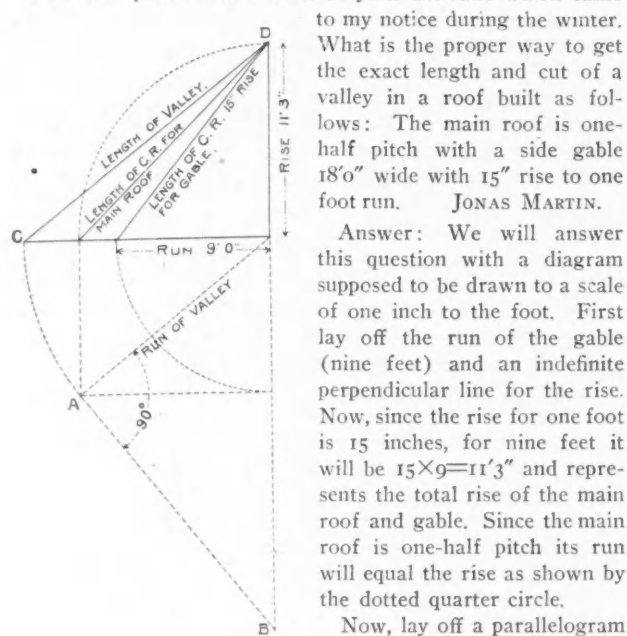 to my notice during the winter.
What is the proper way to get
the exact length and cut of a
valley in a roof built as fol-
lows: The main roof is one-
half pitch with a side gable
18'0" wide with 15" rise to one
foot run. JONAS MARTIN.
Answer: We will answer
this question with a diagram
supposed to be drawn to a scale
of one inch to the foot. First
lay off the run of the gable
(nine feet) and an indefinite
perpendicular line for the rise.
Now, since the rise for one foot
is 15 inches, for nine feet it
will be 15×9=11'3" and repre-
sents the total rise of the main
roof and gable. Since the main
roof is one-half pitch its run
will equal the rise as shown by
the dotted quarter circle.
Now, lay off a parallelogram
D
LENGTH OF VALLEY.
LENGTH OF C.R. FOR
MAIN ROOF
LENGTH OF C.R. 15" RISE
FOR GABLE.
RISE 11'3"
C
RUN 9'0"
RUN OF VALLEY
A
90°
B